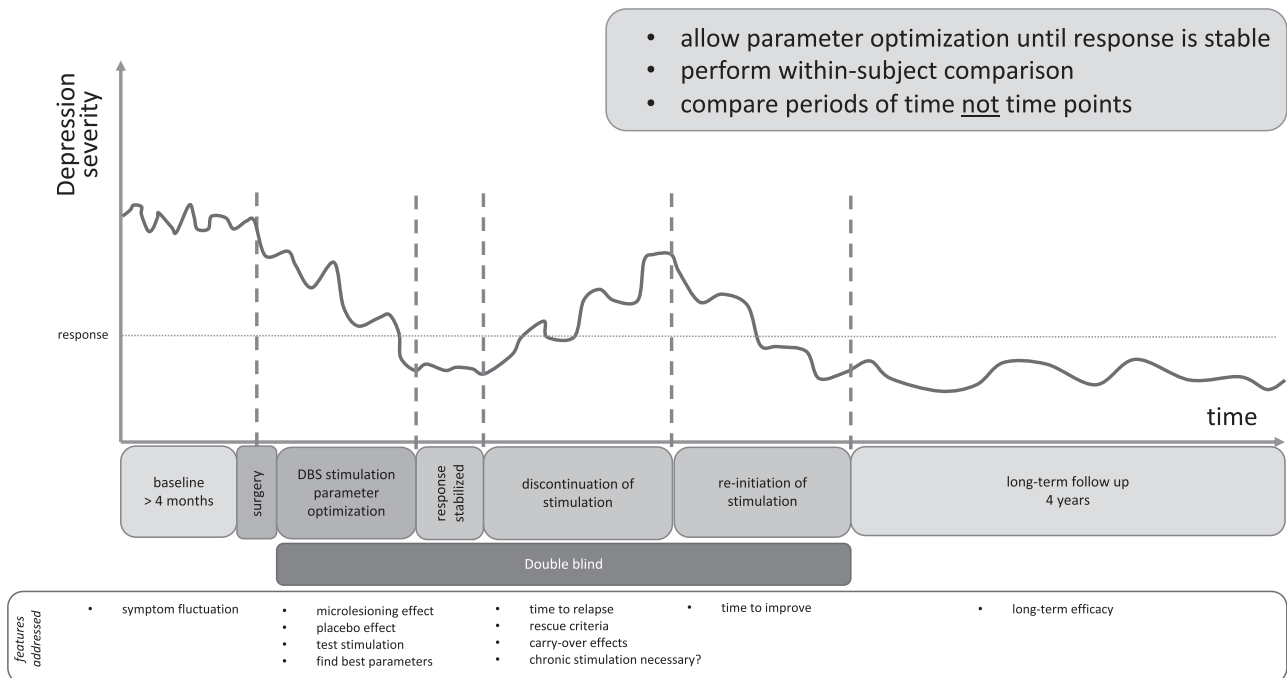 • allow parameter optimization until response is stable
• perform within-subject comparison
• compare periods of time not time points
Depression
severity
response
time
baseline
> 4 months
surgery
DBS stimulation
parameter
optimization
response
stabilized
discontinuation of
stimulation
re-initiation of
stimulation
long-term follow up
4 years
Double blind
features
addressed
• symptom fluctuation
• microlesioning effect
• placebo effect
• test stimulation
• find best parameters
• time to relapse
• rescue criteria
• carry-over effects
• chronic stimulation necessary?
• time to improve
• long-term efficacy